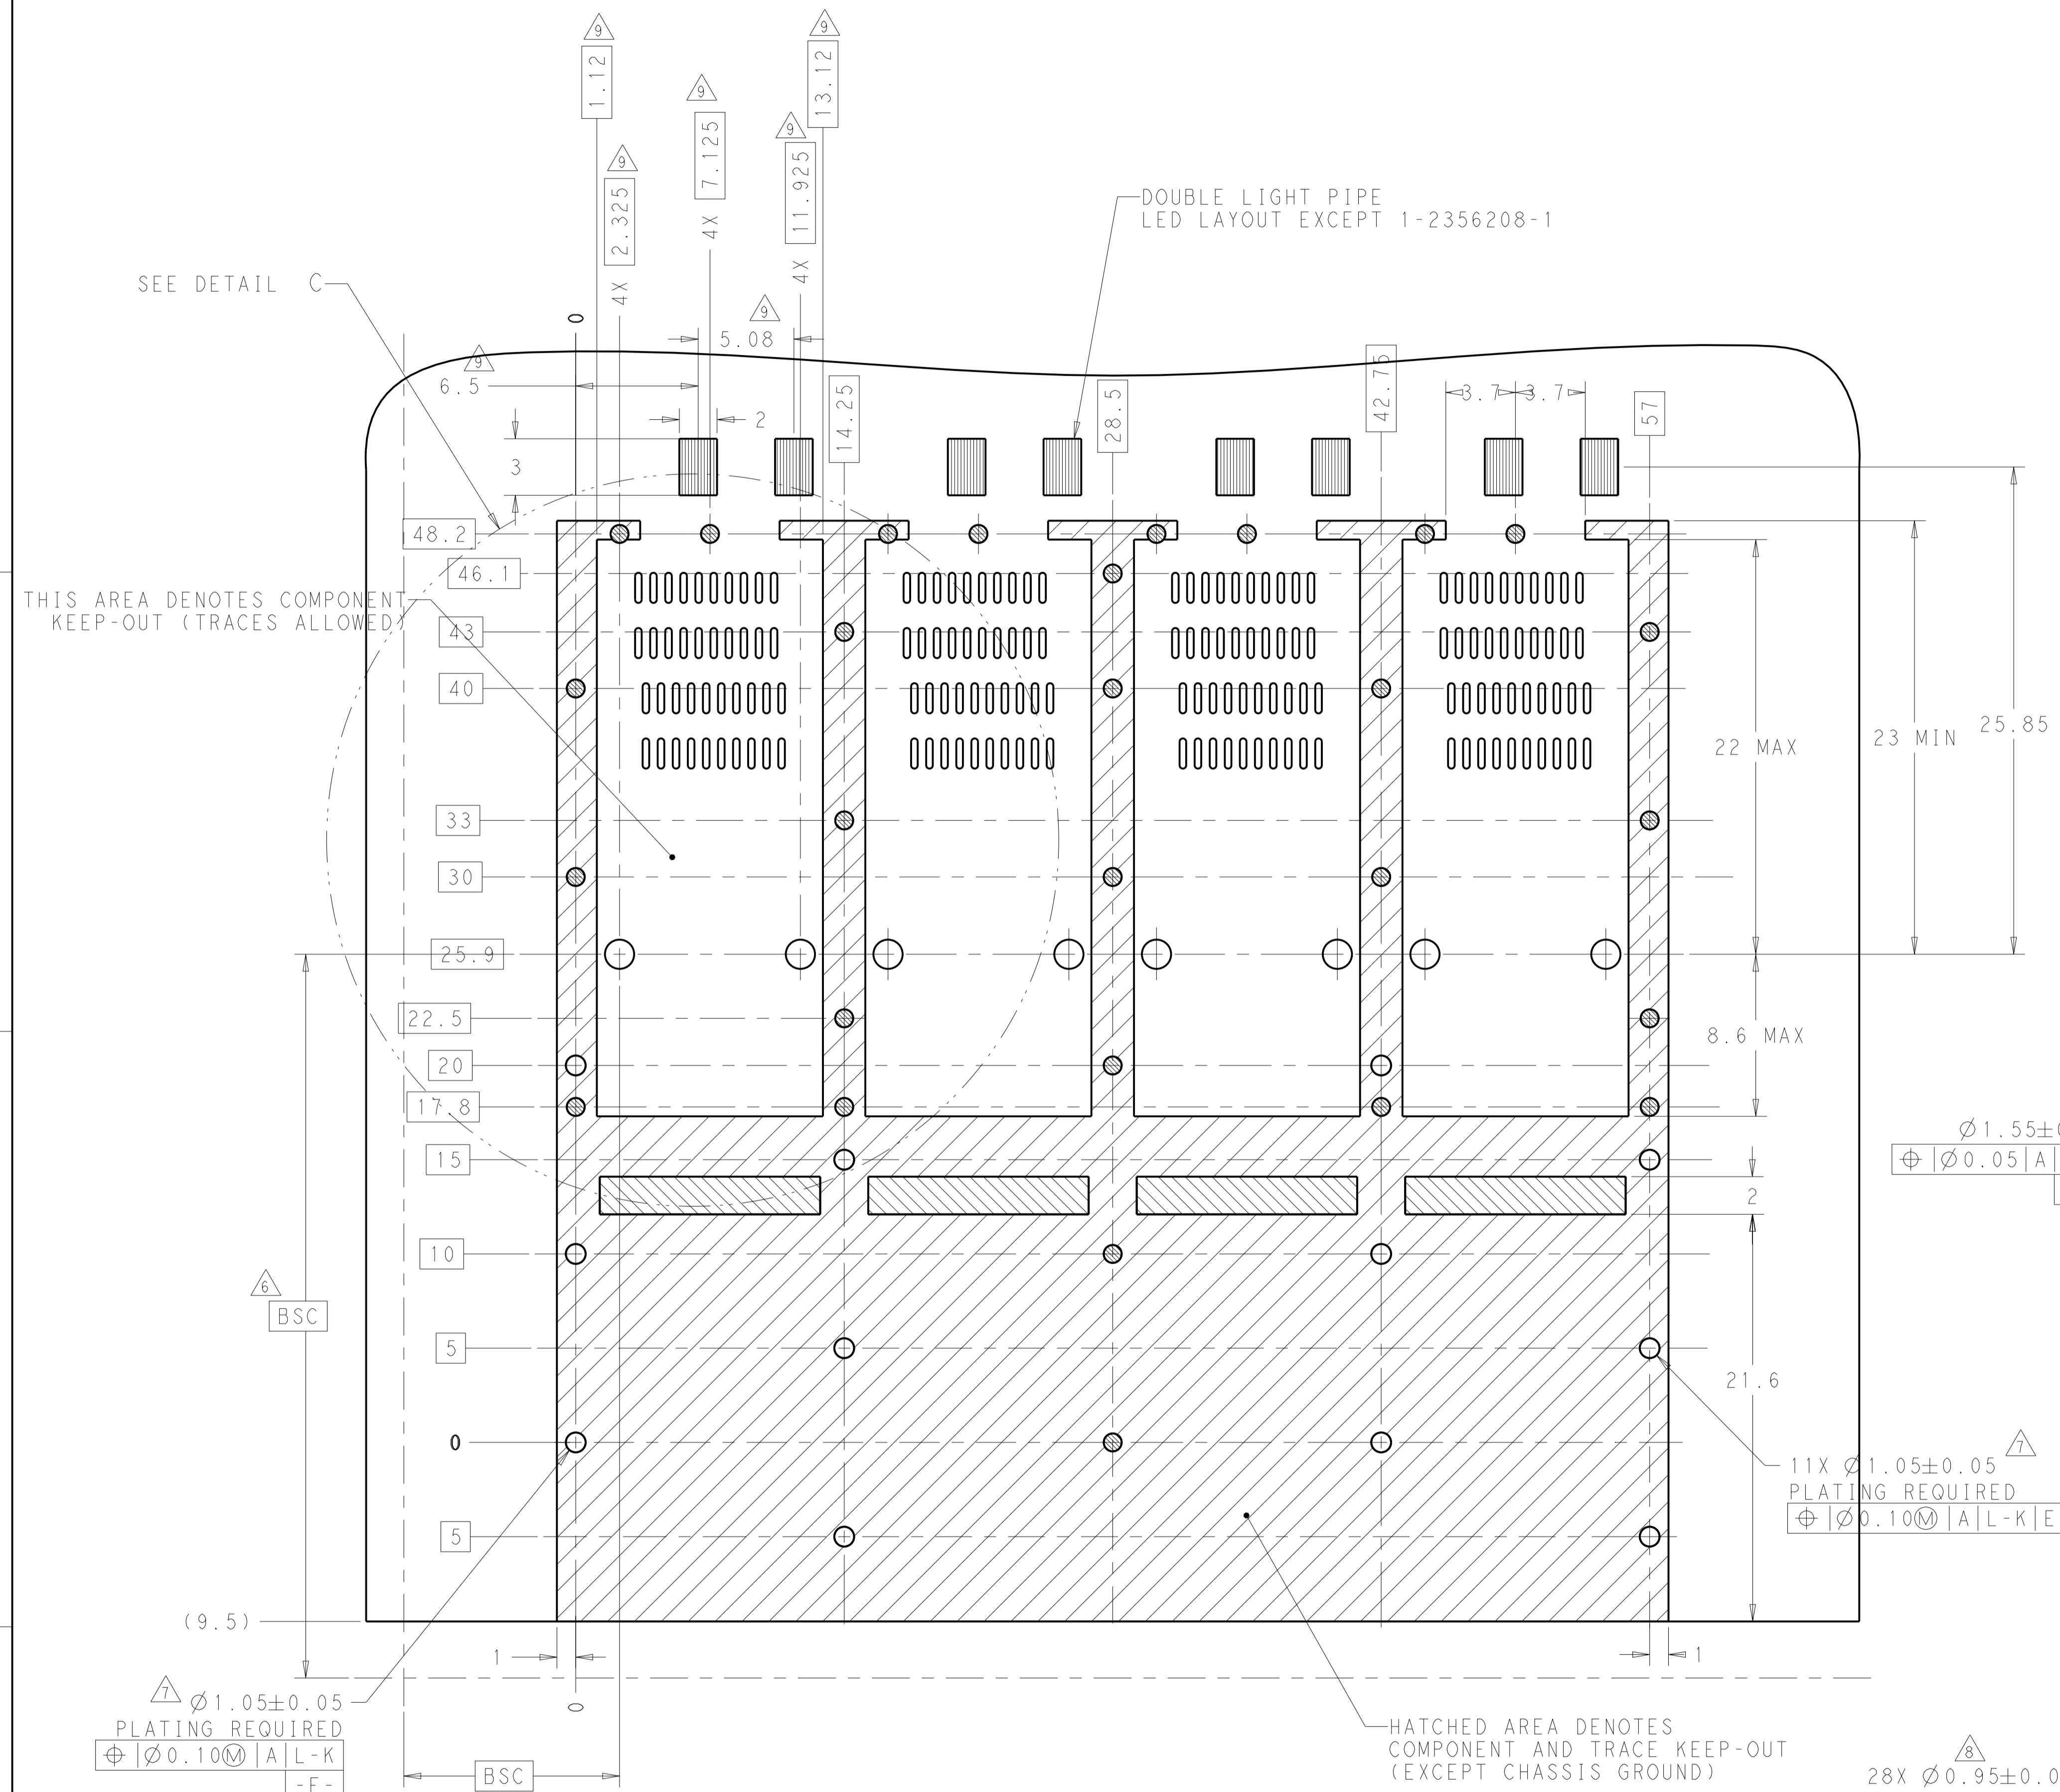 9
9
1.12
13.12
9
7.125
9
11.925
9
2.325
4X
4X
4X
DOUBLE LIGHT PIPE
LED LAYOUT EXCEPT 1-2356208-1
SEE DETAIL C
0
9
5.08
9
6.5
2
3
14.25
28.5
42.75
3.7
3.7
57
48.2
46.1
THIS AREA DENOTES COMPONENT
KEEP-OUT (TRACES ALLOWED)
43
40
22 MAX
23 MIN
25.85
33
30
25.9
22.5
8.6 MAX
20
17.8
15
Ø1.55±
⌖ Ø0.05 A
2
10
6
BSC
5
21.6
0
7
11X Ø1.05±0.05
PLATING REQUIRED
⌖ Ø0.10Ⓜ A L-K E
5
(9.5)
1
1
7
Ø1.05±0.05
PLATING REQUIRED
⌖ Ø0.10Ⓜ A L-K
0
BSC
HATCHED AREA DENOTES
COMPONENT AND TRACE KEEP-OUT
(EXCEPT CHASSIS GROUND)
8
28X Ø0.95±0.0